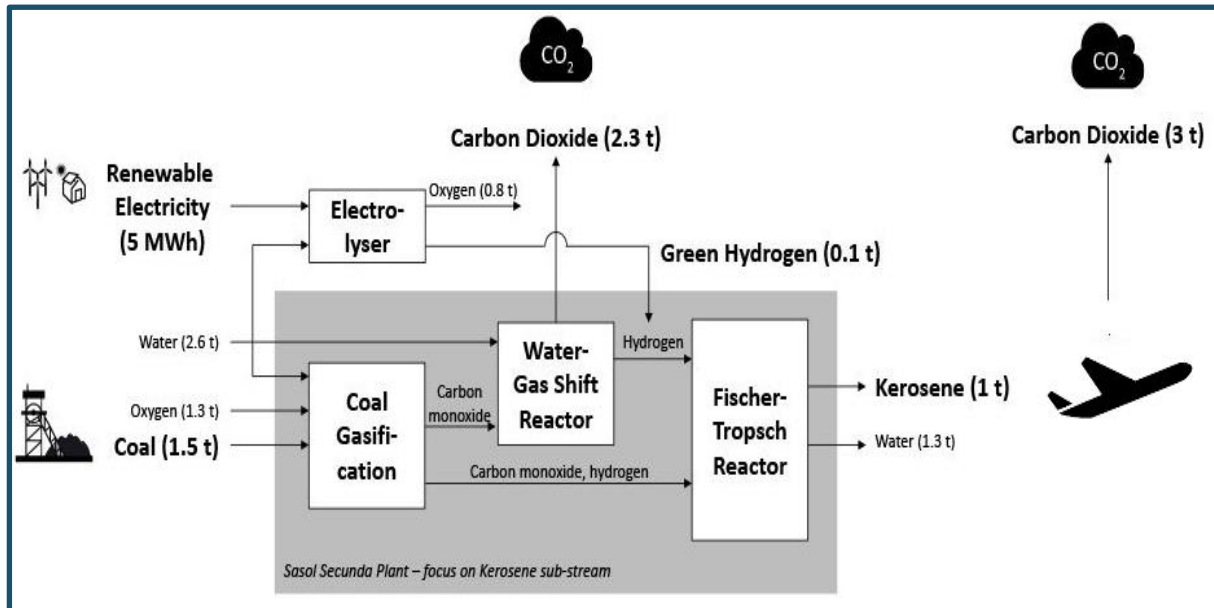 CO2
CO2
Carbon Dioxide (2.3 t)
Carbon Dioxide (3 t)
Renewable
Electricity
(5 MWh)
Electro-
lyser
Oxygen (0.8 t)
Green Hydrogen (0.1 t)
Water (2.6 t)
Oxygen (1.3 t)
Coal (1.5 t)
Coal
Gasifi-
cation
Carbon
monoxide
Water-
Gas Shift
Reactor
Hydrogen
Carbon monoxide, hydrogen
Fischer-
Tropsch
Reactor
Kerosene (1 t)
Water (1.3 t)
Sasol Secunda Plant – focus on Kerosene sub-stream